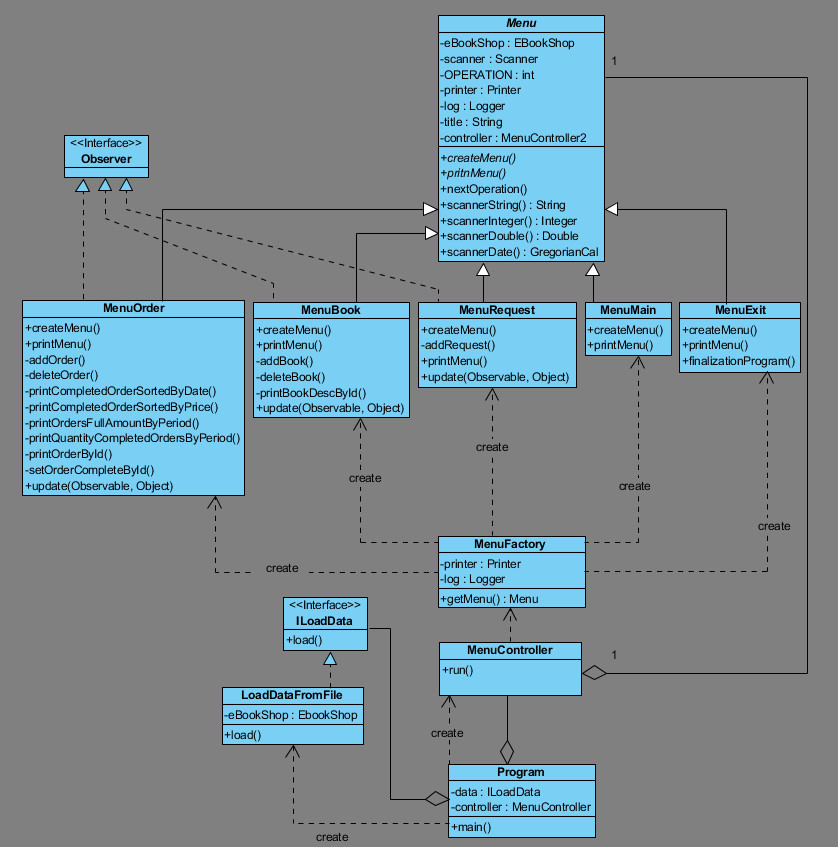 Menu
-eBookShop : EBookShop
-scanner : Scanner
-OPERATION : int
-printer : Printer
-log : Logger
-title : String
-controller : MenuController2
+createMenu()
+pritnMenu()
+nextOperation()
+scannerString() : String
+scannerInteger() : Integer
+scannerDouble() : Double
+scannerDate() : GregorianCal
1
<<Interface>>
Observer
MenuOrder
+createMenu()
+printMenu()
-addOrder()
-deleteOrder()
-printCompletedOrderSortedByDate()
-printCompletedOrderSortedByPrice()
-printOrdersFullAmountByPeriod()
-printQuantityCompletedOrdersByPeriod()
-printOrderById()
-setOrderCompleteById()
+update(Observable, Object)
MenuBook
+createMenu()
+printMenu()
-addBook()
-deleteBook()
-printBookDescById()
+update(Observable, Object)
MenuRequest
+createMenu()
-addRequest()
+printMenu()
+update(Observable, Object)
MenuMain
+createMenu()
+printMenu()
MenuExit
+createMenu()
+printMenu()
+finalizationProgram()
create
create
create
create
create
MenuFactory
-printer : Printer
-log : Logger
+getMenu() : Menu
<<Interface>>
ILoadData
+load()
MenuController
+run()
1
LoadDataFromFile
-eBookShop : EbookShop
+load()
create
Program
-data : ILoadData
-controller : MenuController
+main()
create